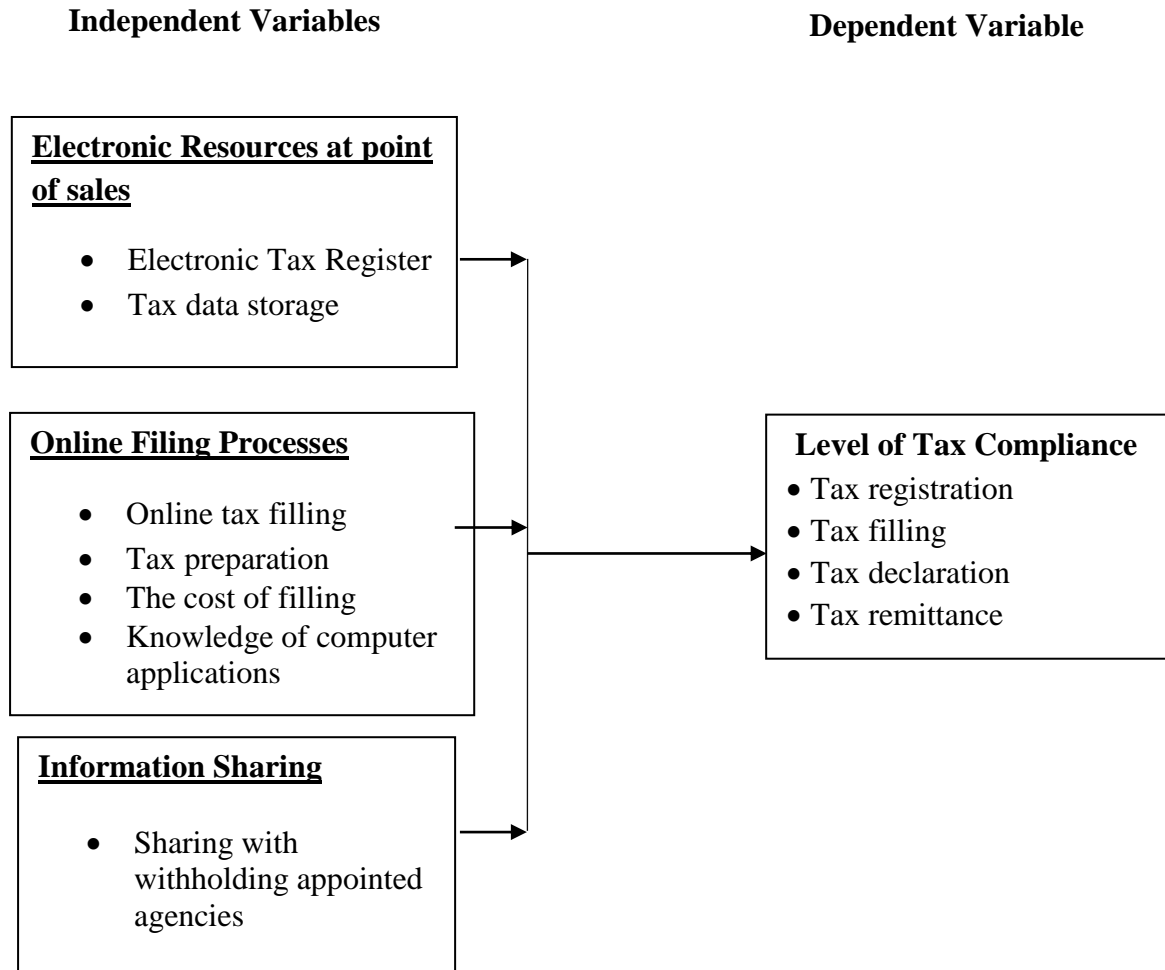 Independent Variables
Dependent Variable
Electronic Resources at point
of sales
• Electronic Tax Register
• Tax data storage
Online Filing Processes
• Online tax filling
• Tax preparation
• The cost of filling
• Knowledge of computer
applications
Information Sharing
• Sharing with
withholding appointed
agencies
Level of Tax Compliance
• Tax registration
• Tax filling
• Tax declaration
• Tax remittance